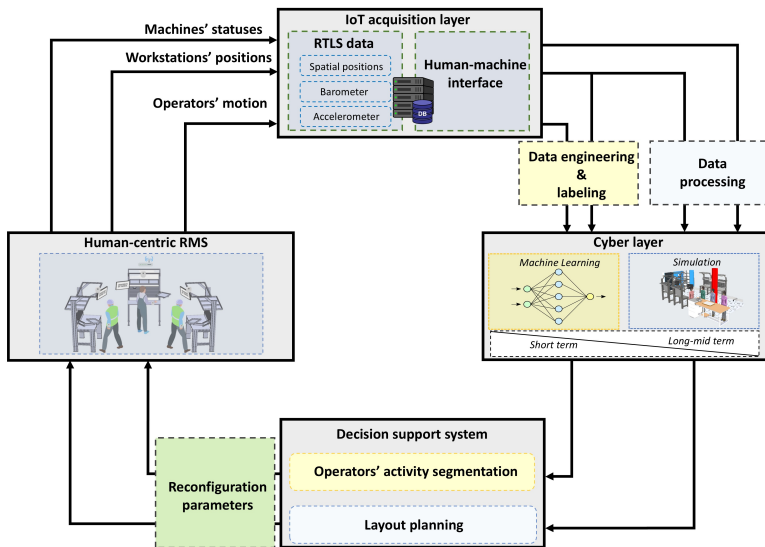 IoT acquisition layer
Machines’ statuses
Workstations’ positions
Operators’ motion
RTLS data
Spatial positions
Barometer
Accelerometer
DB
Human-machine
interface
Data engineering
&
labeling
Data
processing
Human-centric RMS
Cyber layer
Machine Learning
Simulation
Short term
Long-mid term
Decision support system
Operators’ activity segmentation
Layout planning
Reconfiguration
parameters